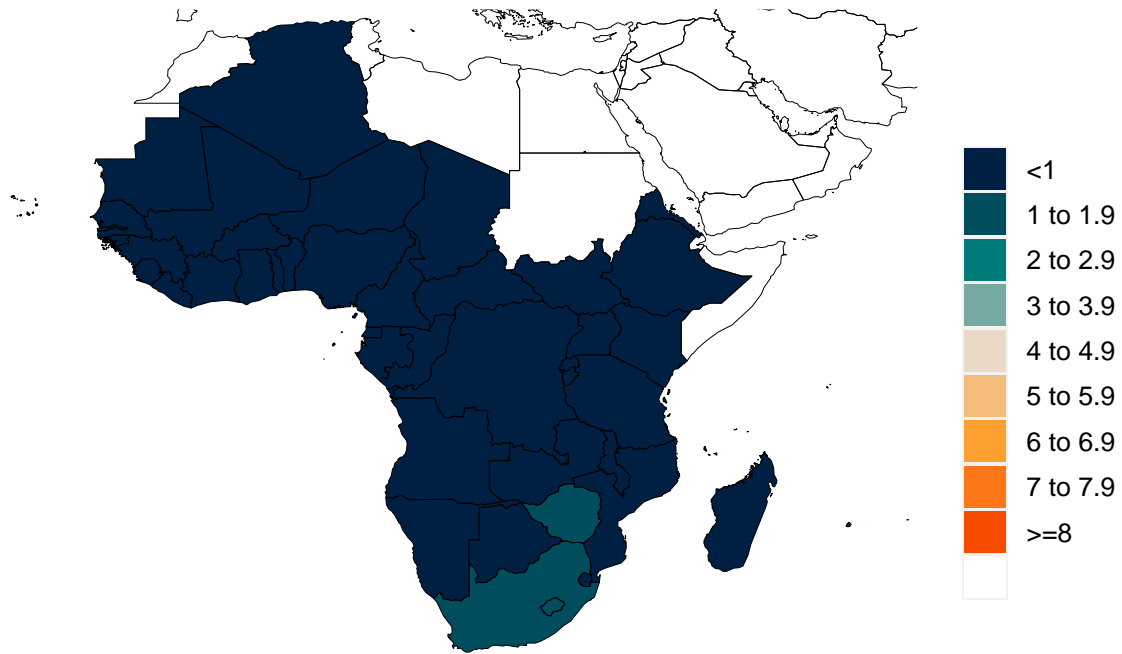 <1
1 to 1.9
2 to 2.9
3 to 3.9
4 to 4.9
5 to 5.9
6 to 6.9
7 to 7.9
>=8